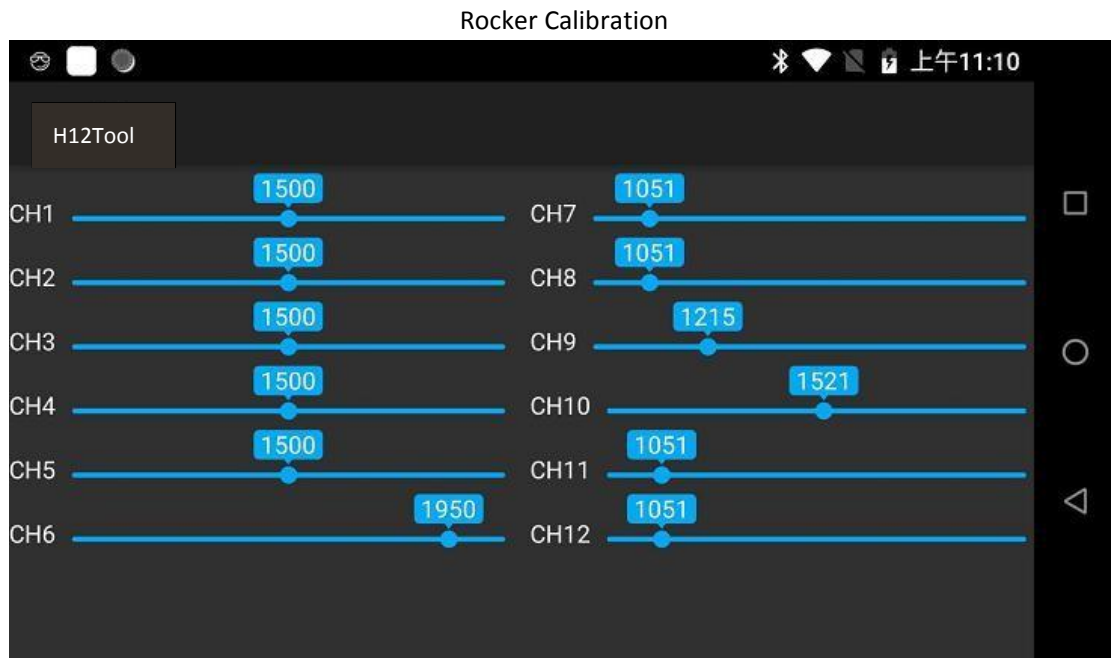 Rocker Calibration
上午11:10
H12Tool
CH1 1500
CH7 1051
CH2 1500
CH8 1051
CH3 1500
CH9 1215
CH4 1500
CH10 1521
CH5 1500
CH11 1051
CH6 1950
CH12 1051